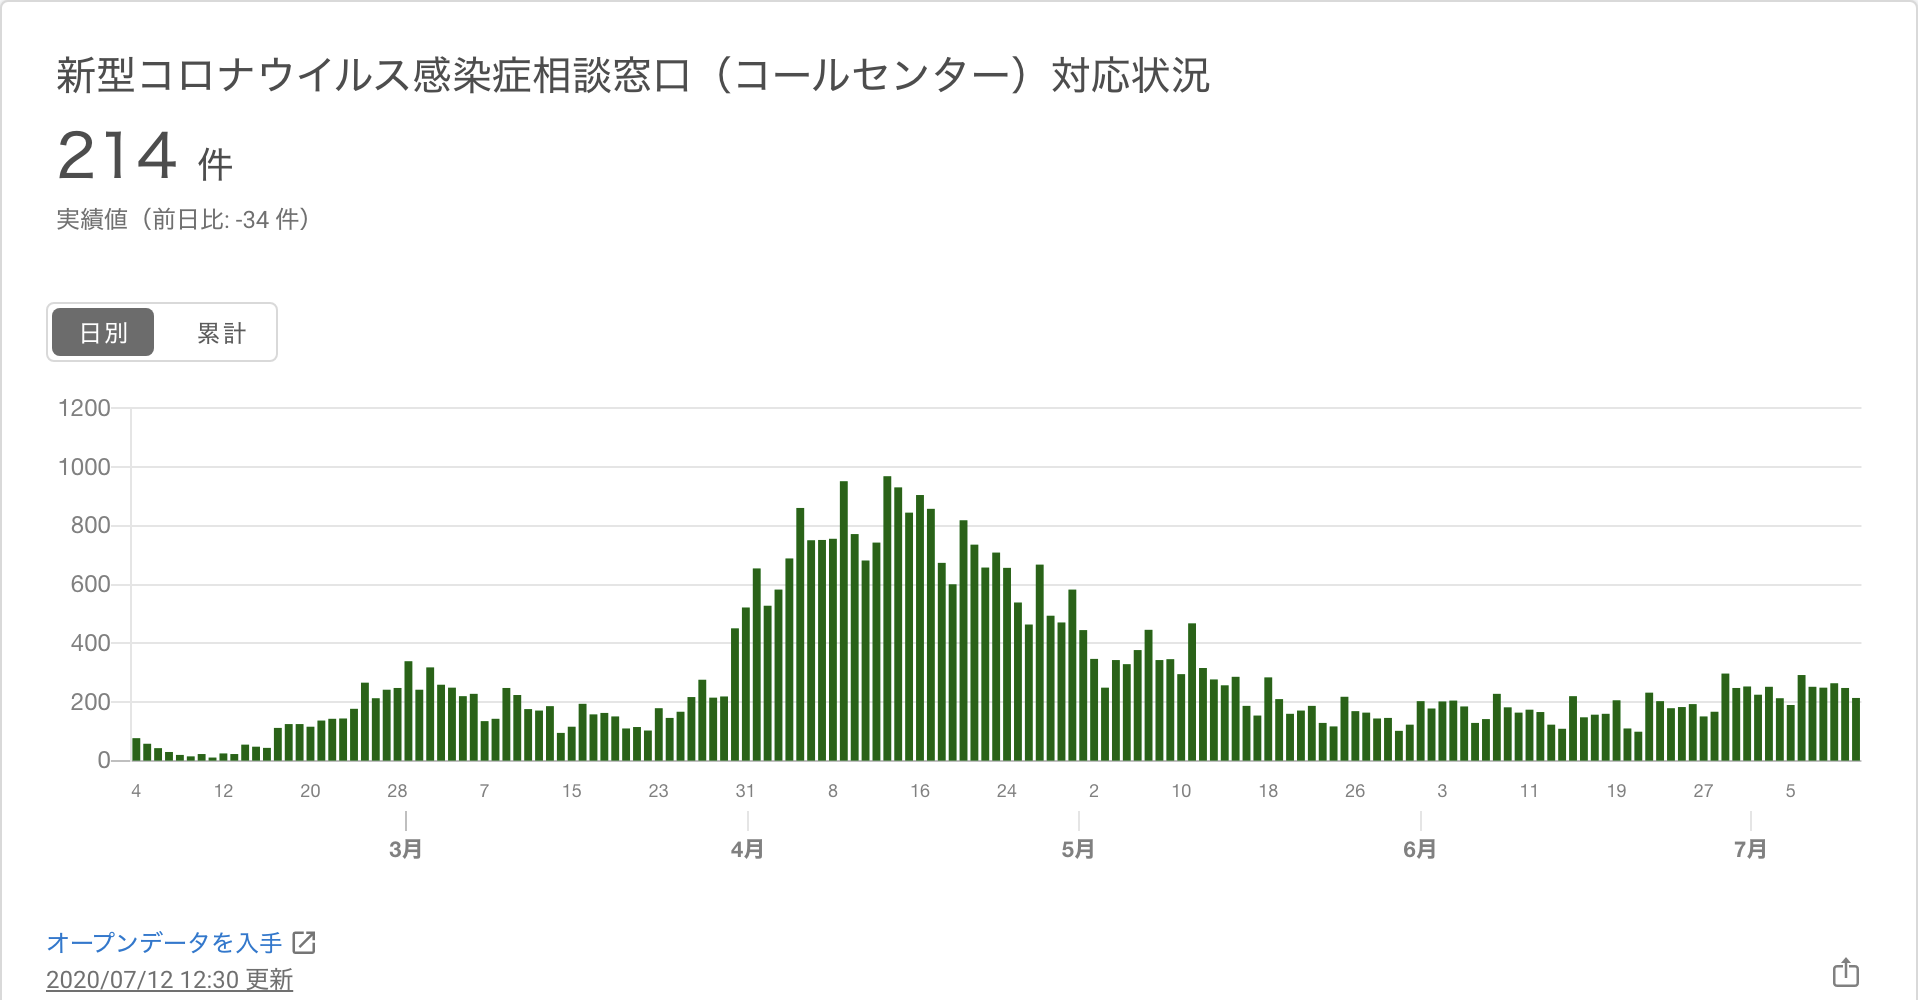 新型コロナウイルス感染症相談窓口（コールセンター）対応状況
214 件
実績値（前日比: -34 件）
日別 累計
1200
1000
800
600
400
200
0
4 12 20 28 7 15 23 31 8 16 24 2 10 18 26 3 11 19 27 5
3月 4月 5月 6月 7月
オープンデータを入手
2020/07/12 12:30 更新